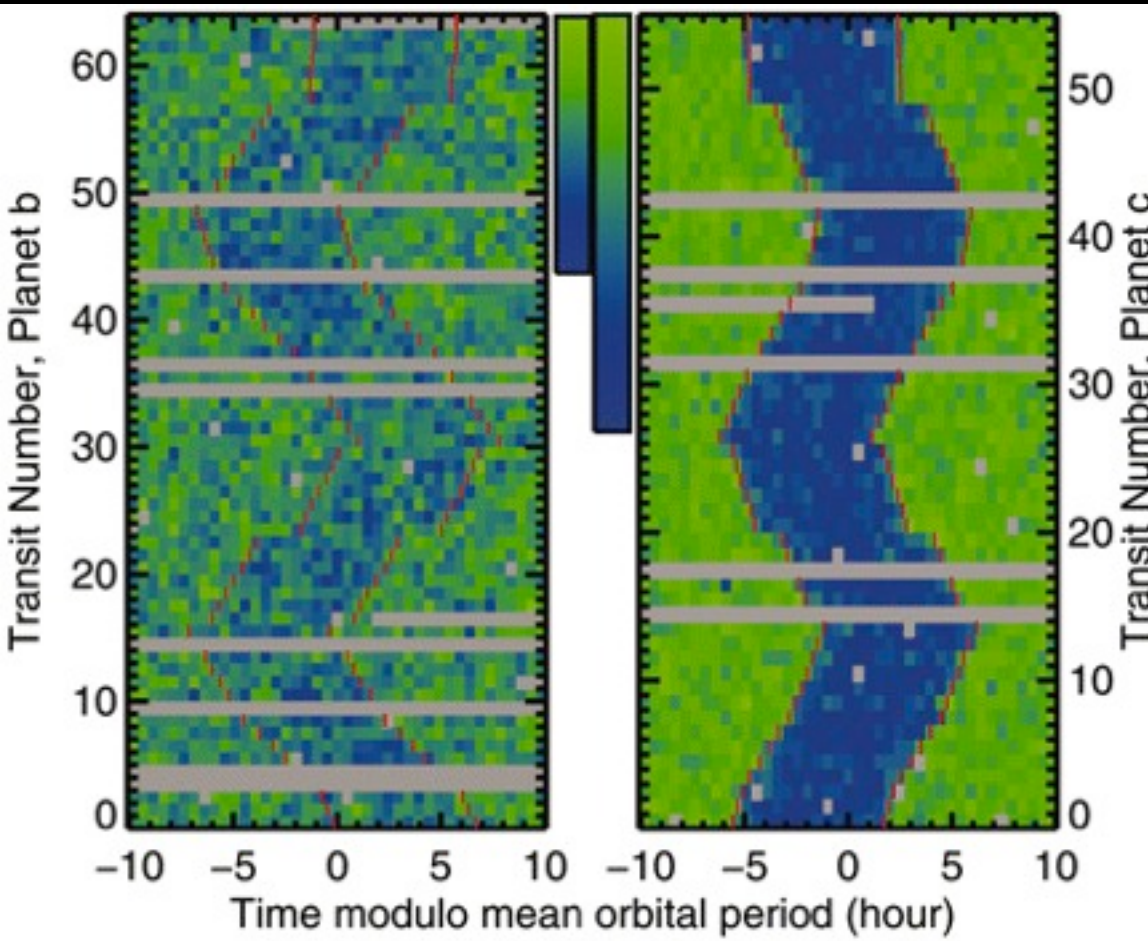 Transit Number, Planet b
60
50
40
30
20
10
0
−10 −5 0 5 10
50
40
30
20
10
0
−10 −5 0 5 10
Transit Number, Planet c
Time modulo mean orbital period (hour)